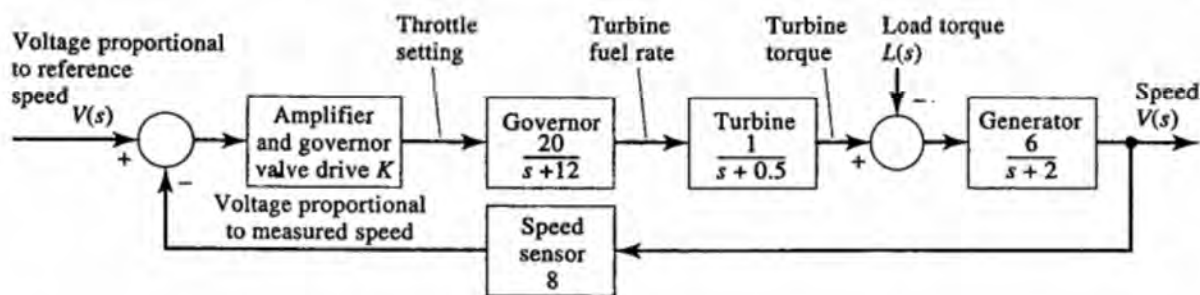 Voltage proportional
to reference
speed
V(s)
+
−
Amplifier
and governor
valve drive K
Throttle
setting
Governor
20
s+12
Turbine
fuel rate
Turbine
1
s + 0.5
Turbine
torque
+
Load torque
L(s)
−
Generator
6
s + 2
Speed
V(s)
Voltage proportional
to measured speed
Speed
sensor
8